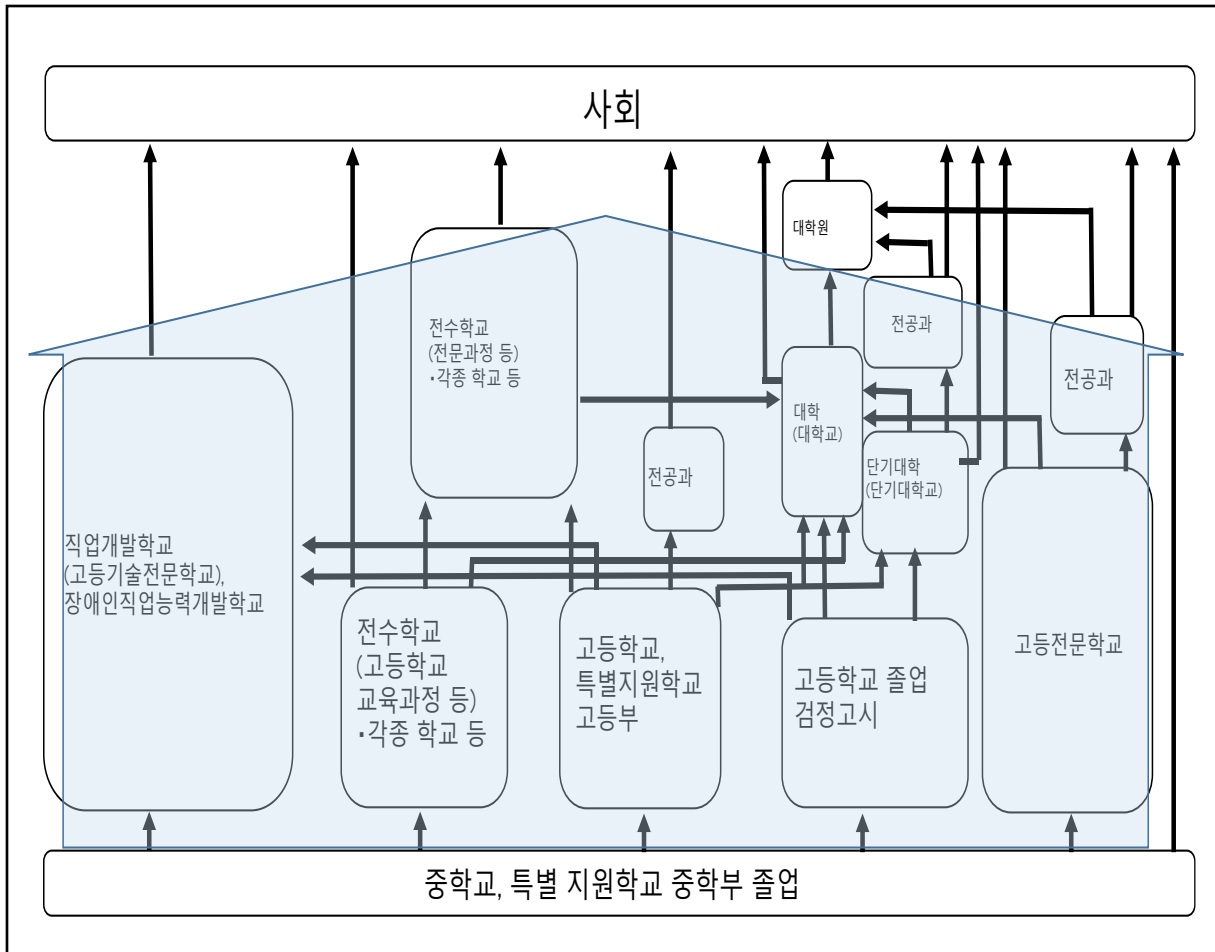 사회
대학원
전수학교
(전문과정 등)
・각종 학교 등
전공과
전공과
대학
(대학교)
전공과
단기대학
(단기대학교)
직업개발학교
(고등기술전문학교),
장애인직업능력개발학교
전수학교
(고등학교
교육과정 등)
・각종 학교 등
고등학교,
특별지원학교
고등부
고등학교 졸업
검정고시
고등전문학교
중학교, 특별 지원학교 중학부 졸업